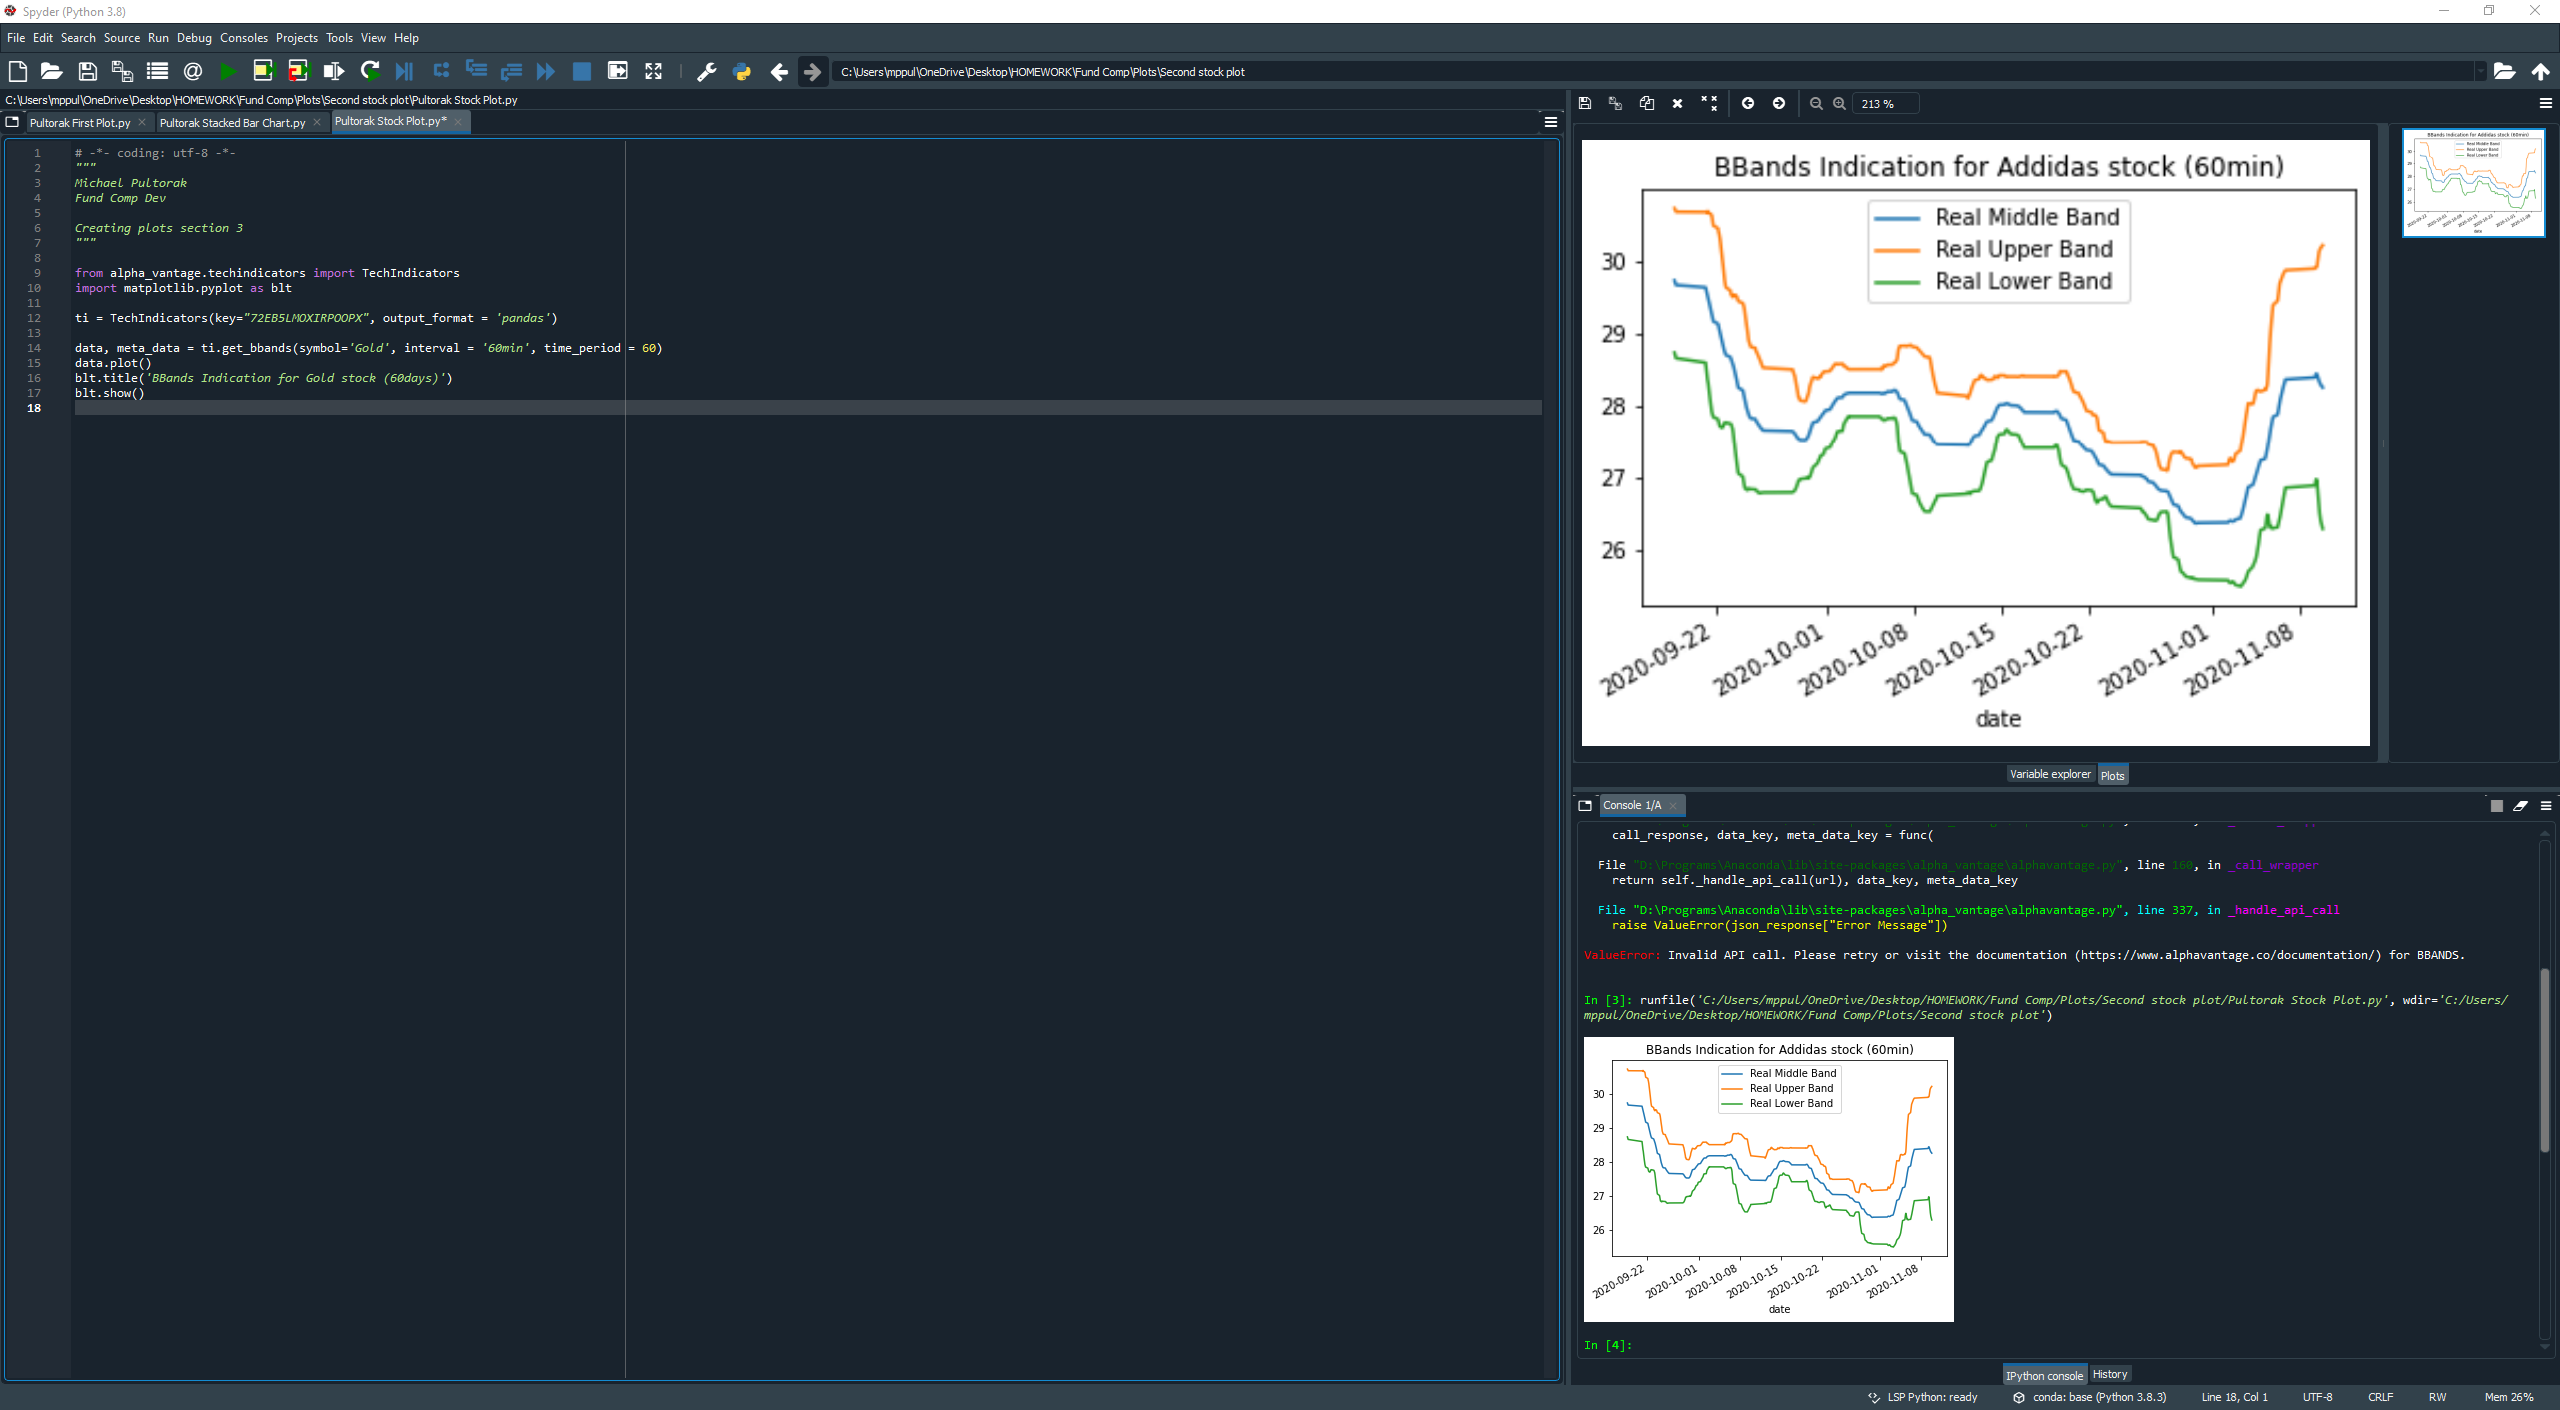 Spyder (Python 3.8)
File Edit Search Source Run Debug Consoles Projects Tools View Help
C:\Users\mppul\OneDrive\Desktop\HOMEWORK\Fund Comp\Plots\Second stock plot
C:\Users\mppul\OneDrive\Desktop\HOMEWORK\Fund Comp\Plots\Second stock plot\Pultorak Stock Plot.py
Pultorak First Plot.py Pultorak Stacked Bar Chart.py Pultorak Stock Plot.py*
1 # -*- coding: utf-8 -*-
2 """
3 Michael Pultorak
4 Fund Comp Dev
5
6 Creating plots section 3
7 """
8
9 from alpha_vantage.techindicators import TechIndicators
10 import matplotlib.pyplot as blt
11
12 ti = TechIndicators(key="72EB5LMOXIRPOOPX", output_format = 'pandas')
13
14 data, meta_data = ti.get_bbands(symbol='Gold', interval = '60min', time_period = 60)
15 data.plot()
16 blt.title('BBands Indication for Gold stock (60days)')
17 blt.show()
18
213 %
BBands Indication for Addidas stock (60min)
Real Middle Band
Real Upper Band
Real Lower Band
30
29
28
27
26
2020-09-22 2020-10-01 2020-10-08 2020-10-15 2020-10-22 2020-11-01 2020-11-08
date
BBands Indication for Addidas stock (60min)
Variable explorer Plots
Console 1/A
call_response, data_key, meta_data_key = func(
File "D:\Programs\Anaconda\lib\site-packages\alpha_vantage\alphavantage.py", line 160, in _call_wrapper
return self._handle_api_call(url), data_key, meta_data_key
File "D:\Programs\Anaconda\lib\site-packages\alpha_vantage\alphavantage.py", line 337, in _handle_api_call
raise ValueError(json_response["Error Message"])
ValueError: Invalid API call. Please retry or visit the documentation (https://www.alphavantage.co/documentation/) for BBANDS.
In [3]: runfile('C:/Users/mppul/OneDrive/Desktop/HOMEWORK/Fund Comp/Plots/Second stock plot/Pultorak Stock Plot.py', wdir='C:/Users/
mppul/OneDrive/Desktop/HOMEWORK/Fund Comp/Plots/Second stock plot')
BBands Indication for Addidas stock (60min)
Real Middle Band
Real Upper Band
Real Lower Band
30
29
28
27
26
2020-09-22 2020-10-01 2020-10-08 2020-10-15 2020-10-22 2020-11-01 2020-11-08
date
In [4]:
IPython console History
LSP Python: ready conda: base (Python 3.8.3) Line 18, Col 1 UTF-8 CRLF RW Mem 26%